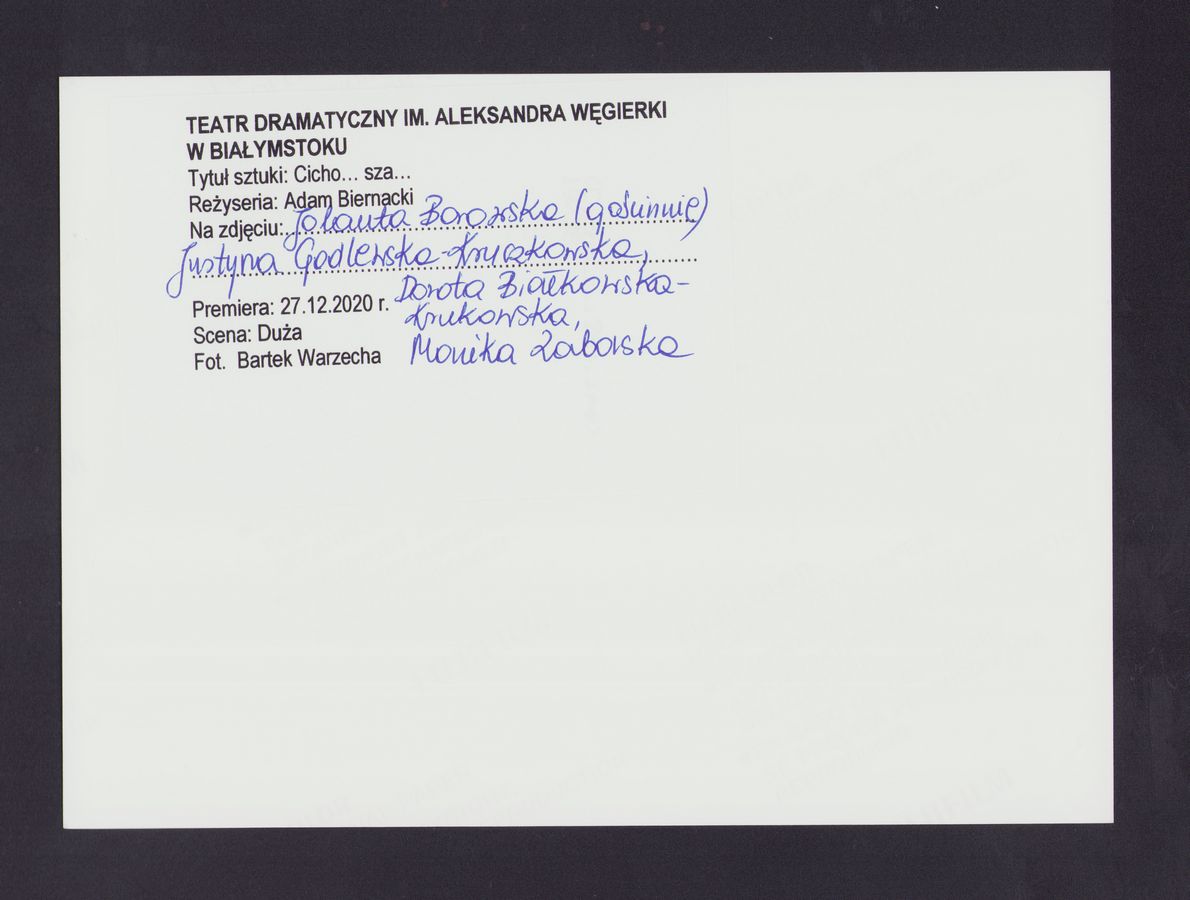 TEATR DRAMATYCZNY IM. ALEKSANDRA WĘGIERKI
W BIAŁYMSTOKU
Tytuł sztuki: Cicho... sza...
Reżyseria: Adam Biernacki
Na zdjęciu: Jolanta Borowska (gościnnie)
Justyna Godlewska-Kruczkowska,
Dorota Białkowska-
Premiera: 27.12.2020 r.
Krukowska,
Scena: Duża
Fot. Bartek Warzecha Monika Zaborska